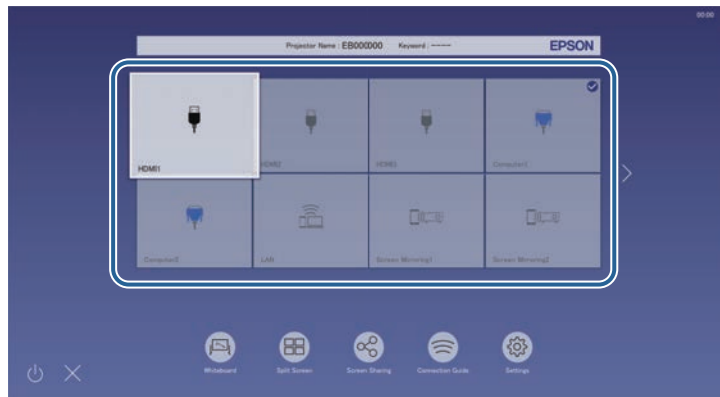 00:00
Projector Name : EB000000 Keyword : ----- EPSON
HDMI1 HDMI2 HDMI3 Computer1
Computer2 LAN Screen Mirroring1 Screen Mirroring2
Whiteboard Split Screen Screen Sharing Connection Guide Settings